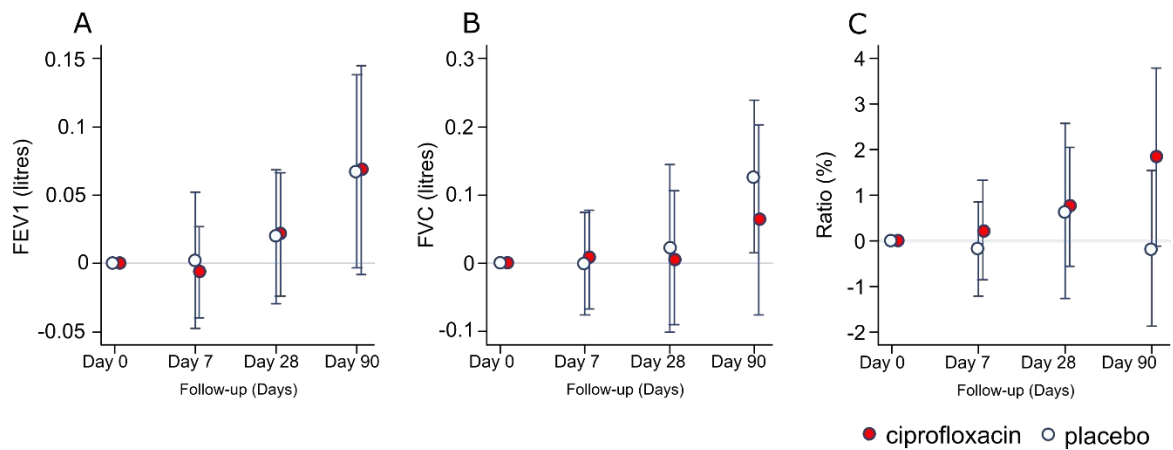 A
0.15
0.1
0.05
0
-0.05
FEV1 (litres)
Day 0 Day 7 Day 28 Day 90
Follow-up (Days)
B
0.3
0.2
0.1
0
-0.1
FVC (litres)
Day 0 Day 7 Day 28 Day 90
Follow-up (Days)
C
4
3
2
1
0
-1
-2
Ratio (%)
Day 0 Day 7 Day 28 Day 90
Follow-up (Days)
ciprofloxacin placebo